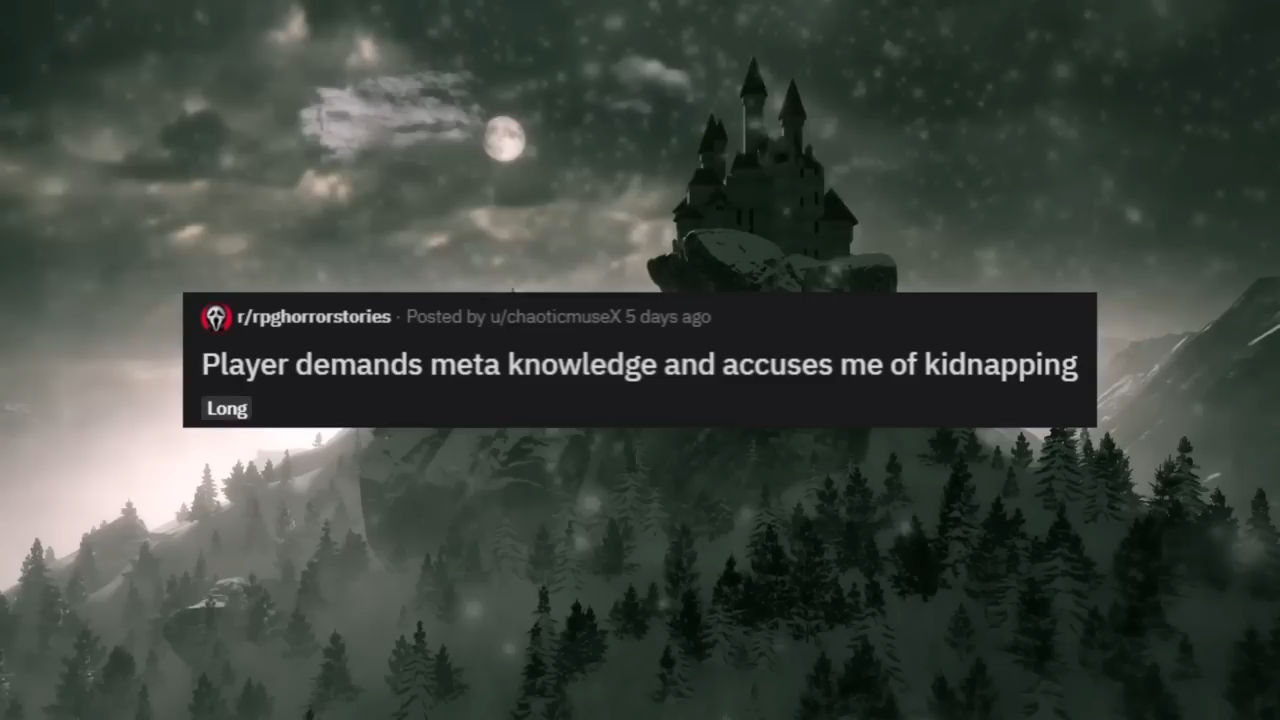 r/rpghorrorstories · Posted by u/chaoticmuseX 5 days ago
Player demands meta knowledge and accuses me of kidnapping
Long